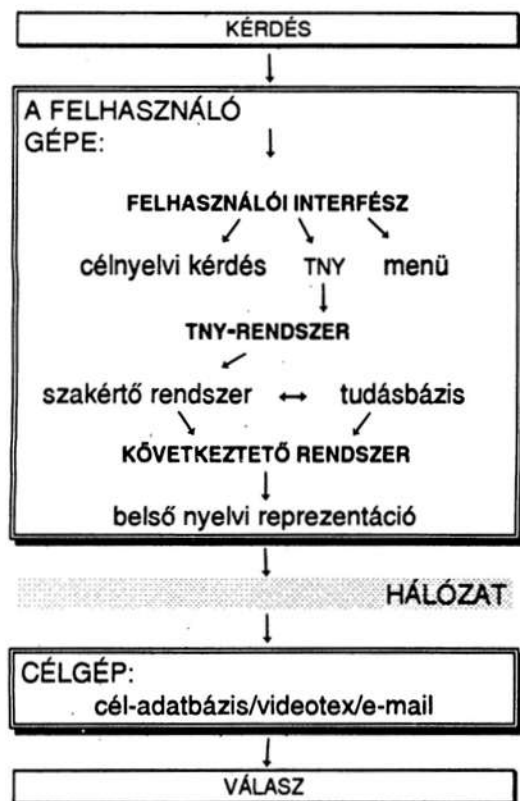 KÉRDÉS
A FELHASZNÁLÓ
GÉPE:
FELHASZNÁLÓI INTERFÉSZ
célnyelvi kérdés TNY menü
TNY-RENDSZER
szakértő rendszer tudásbázis
KÖVETKEZTETŐ RENDSZER
belső nyelvi reprezentáció
HÁLÓZAT
CÉLGÉP:
cél-adatbázis/videotex/e-mail
VÁLASZ